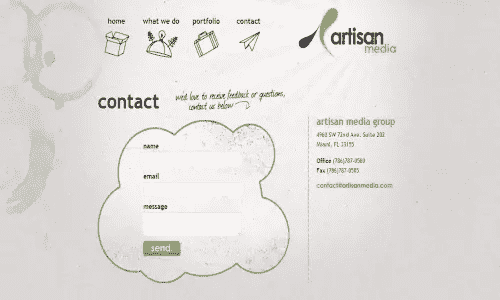 home what we do portfolio contact
artisan
media
contact
we'd love to receive feedback or questions,
contact us below
name
email
message
send.
artisan media group
4960 SW 72nd Ave. Suite 202
Miami, FL 33155
Office (786)787-0569
Fax (786)787-0585
contact@artisanmedia.com